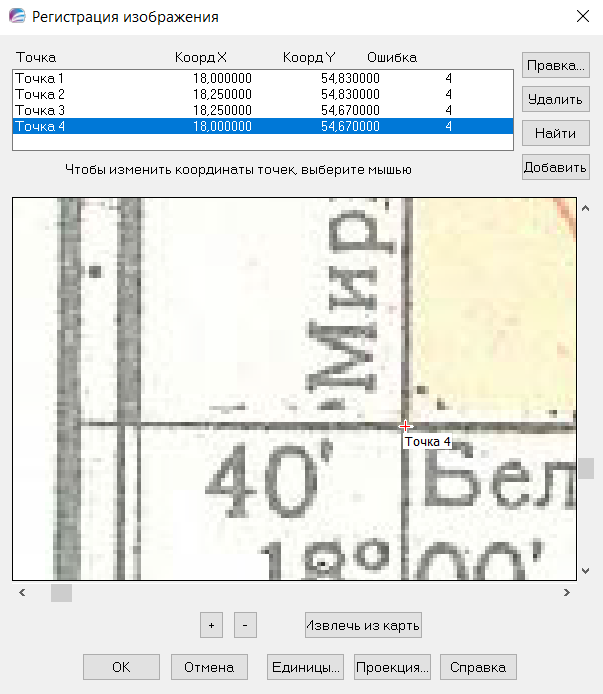 Регистрация изображения
Точка Коорд X Коорд Y Ошибка
Точка 1 18,000000 54,830000 4
Точка 2 18,250000 54,830000 4
Точка 3 18,250000 54,670000 4
Точка 4 18,000000 54,670000 4
Правка...
Удалить
Найти
Добавить
Чтобы изменить координаты точек, выберите мышью
Мир
Точка 4
40' Бел
18° 00'
+ - Извлечь из карть
OK Отмена Единицы... Проекция... Справка